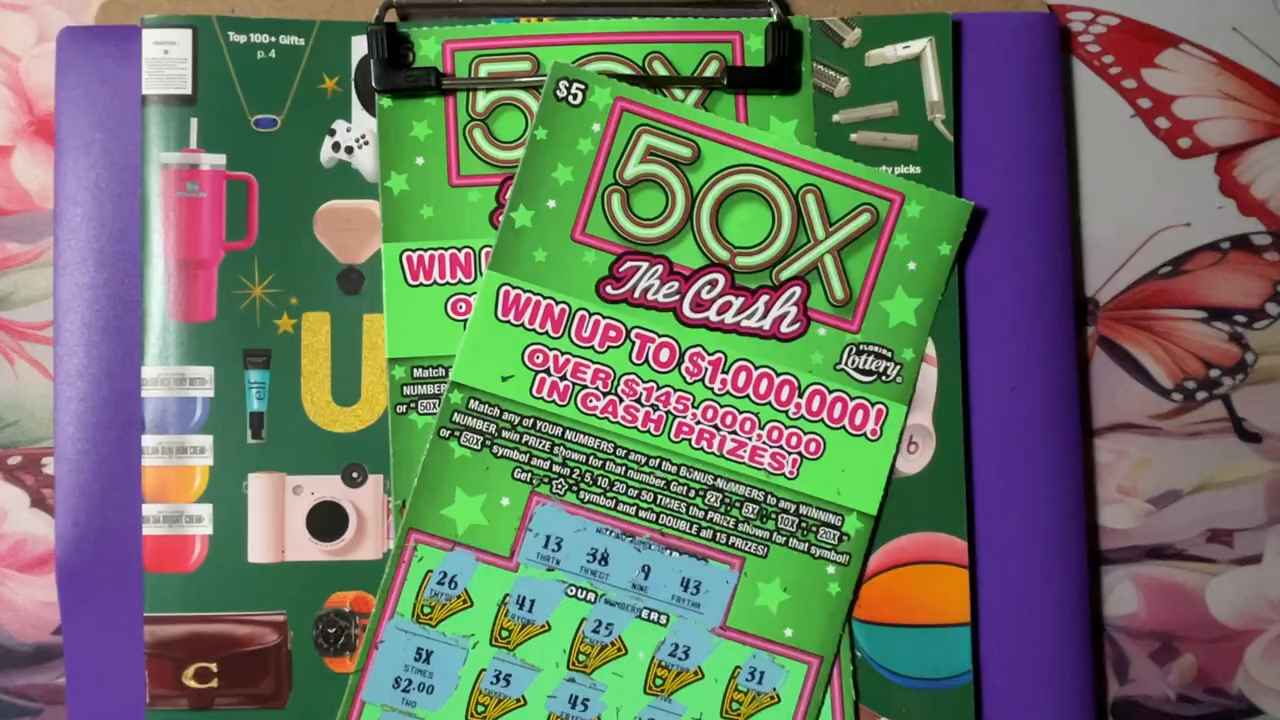 Top 100+ Gifts
p. 4
U
C
b
uty picks
50X
WIN U
Match a
NUMBER
or "50X
$5
50X
The Cash
WIN UP TO $1,000,000!
OVER $145,000,000
IN CASH PRIZES!
FLORIDA
Lottery
Match any of YOUR NUMBERS or any of the BONUS NUMBERS to any WINNING
NUMBER, win PRIZE shown for that number. Get a "2X", "5X", "10X", "20X"
or "50X" symbol and win 2, 5, 10, 20 or 50 TIMES the PRIZE shown for that symbol!
Get a "☆" symbol and win DOUBLE all 15 PRIZES!
13 38 9 43
THRTN THYEGT NINE FRYTHR
OUR NUMBERS
26 41 25 23 31
5X 35 45
5TIMES
$2.00
TWO